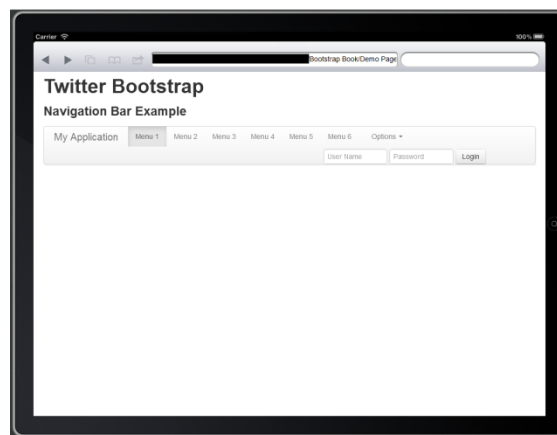 Carrier 100%
Bootstrap Book/Demo Page
Twitter Bootstrap
Navigation Bar Example
My Application Menu 1 Menu 2 Menu 3 Menu 4 Menu 5 Menu 6 Options
User Name Password Login